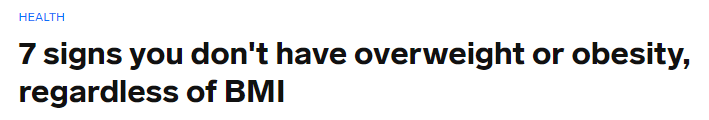 HEALTH
7 signs you don't have overweight or obesity,
regardless of BMI